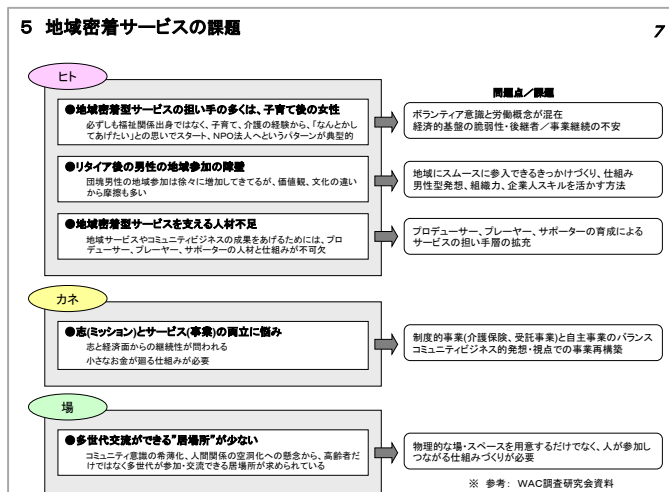 5 地域密着サービスの課題
7
ヒト
問題点／課題
●地域密着型サービスの担い手の多くは、子育て後の女性
必ずしも福祉関係出身ではなく、子育て、介護の経験から、「なんとかし
てあげたい」との思いでスタート、NPO法人へというパターンが典型的
ボランティア意識と労働概念が混在
経済的基盤の脆弱性・後継者／事業継続の不安
●リタイア後の男性の地域参加の障壁
団塊男性の地域参加は徐々に増加してきてるが、価値観、文化の違い
から摩擦も多い
地域にスムースに参入できるきっかけづくり、仕組み
男性型発想、組織力、企業人スキルを活かす方法
●地域密着型サービスを支える人材不足
地域サービスやコミュニティビジネスの成果をあげるためには、プロ
デューサー、プレーヤー、サポーターの人材と仕組みが不可欠
プロデューサー、プレーヤー、サポーターの育成による
サービスの担い手層の拡充
カネ
●志(ミッション)とサービス(事業)の両立に悩み
志と経済面からの継続性が問われる
小さなお金が廻る仕組みが必要
制度的事業(介護保険、受託事業)と自主事業のバランス
コミュニティビジネス的発想・視点での事業再構築
場
●多世代交流ができる"居場所"が少ない
コミュニティ意識の希薄化、人間関係の空洞化への懸念から、高齢者だ
けではなく多世代が参加・交流できる居場所が求められている
物理的な場・スペースを用意するだけでなく、人が参加し
つながる仕組みづくりが必要
※ 参考: WAC調査研究会資料